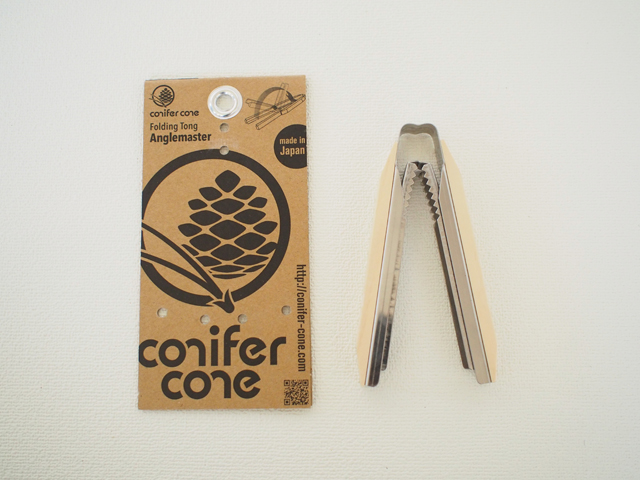 conifer cone
Folding Tong
Anglemaster
made in
Japan
http://conifer-cone.com
conifer
cone